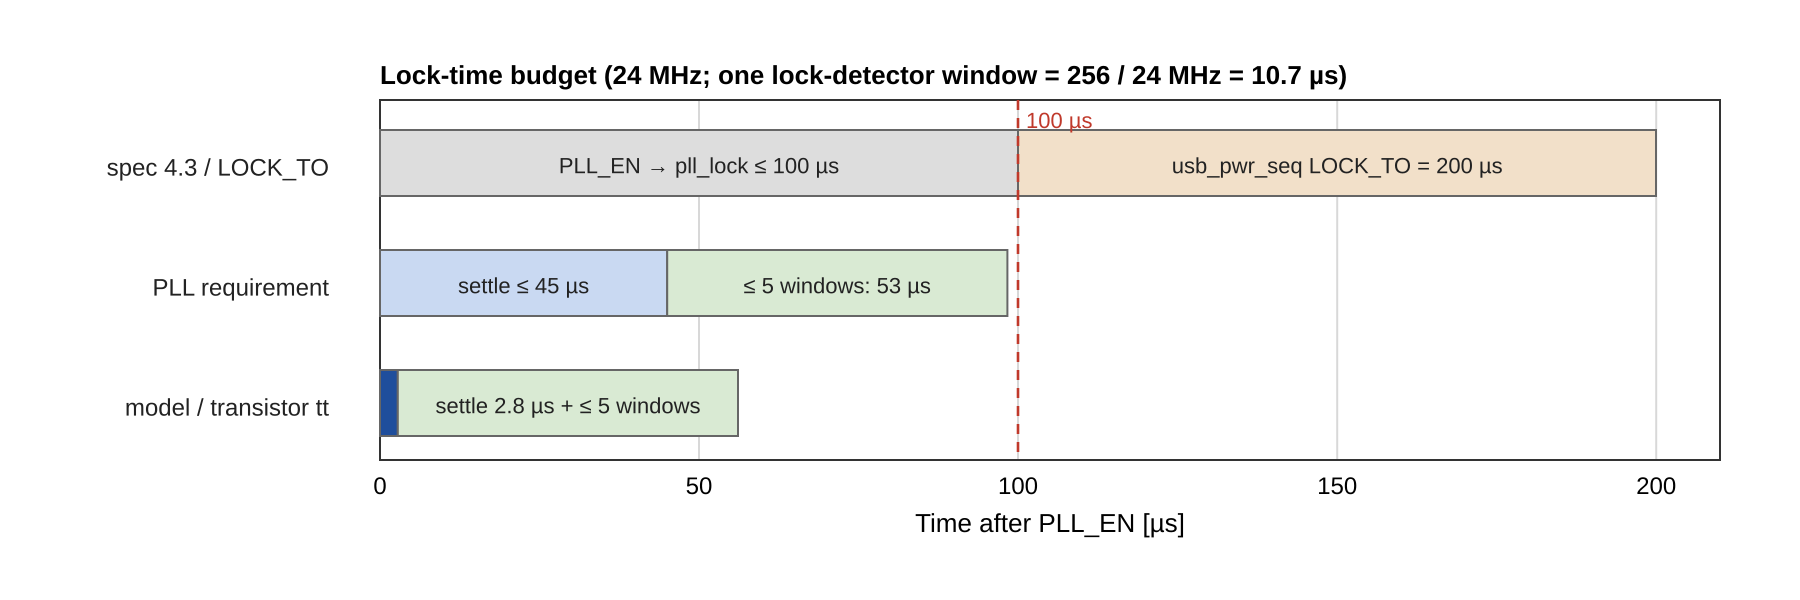 Lock-time budget (24 MHz; one lock-detector window = 256 / 24 MHz = 10.7 µs)
100 µs
spec 4.3 / LOCK_TO
PLL_EN → pll_lock ≤ 100 µs
usb_pwr_seq LOCK_TO = 200 µs
PLL requirement
settle ≤ 45 µs
≤ 5 windows: 53 µs
model / transistor tt
settle 2.8 µs + ≤ 5 windows
0
50
100
150
200
Time after PLL_EN [µs]